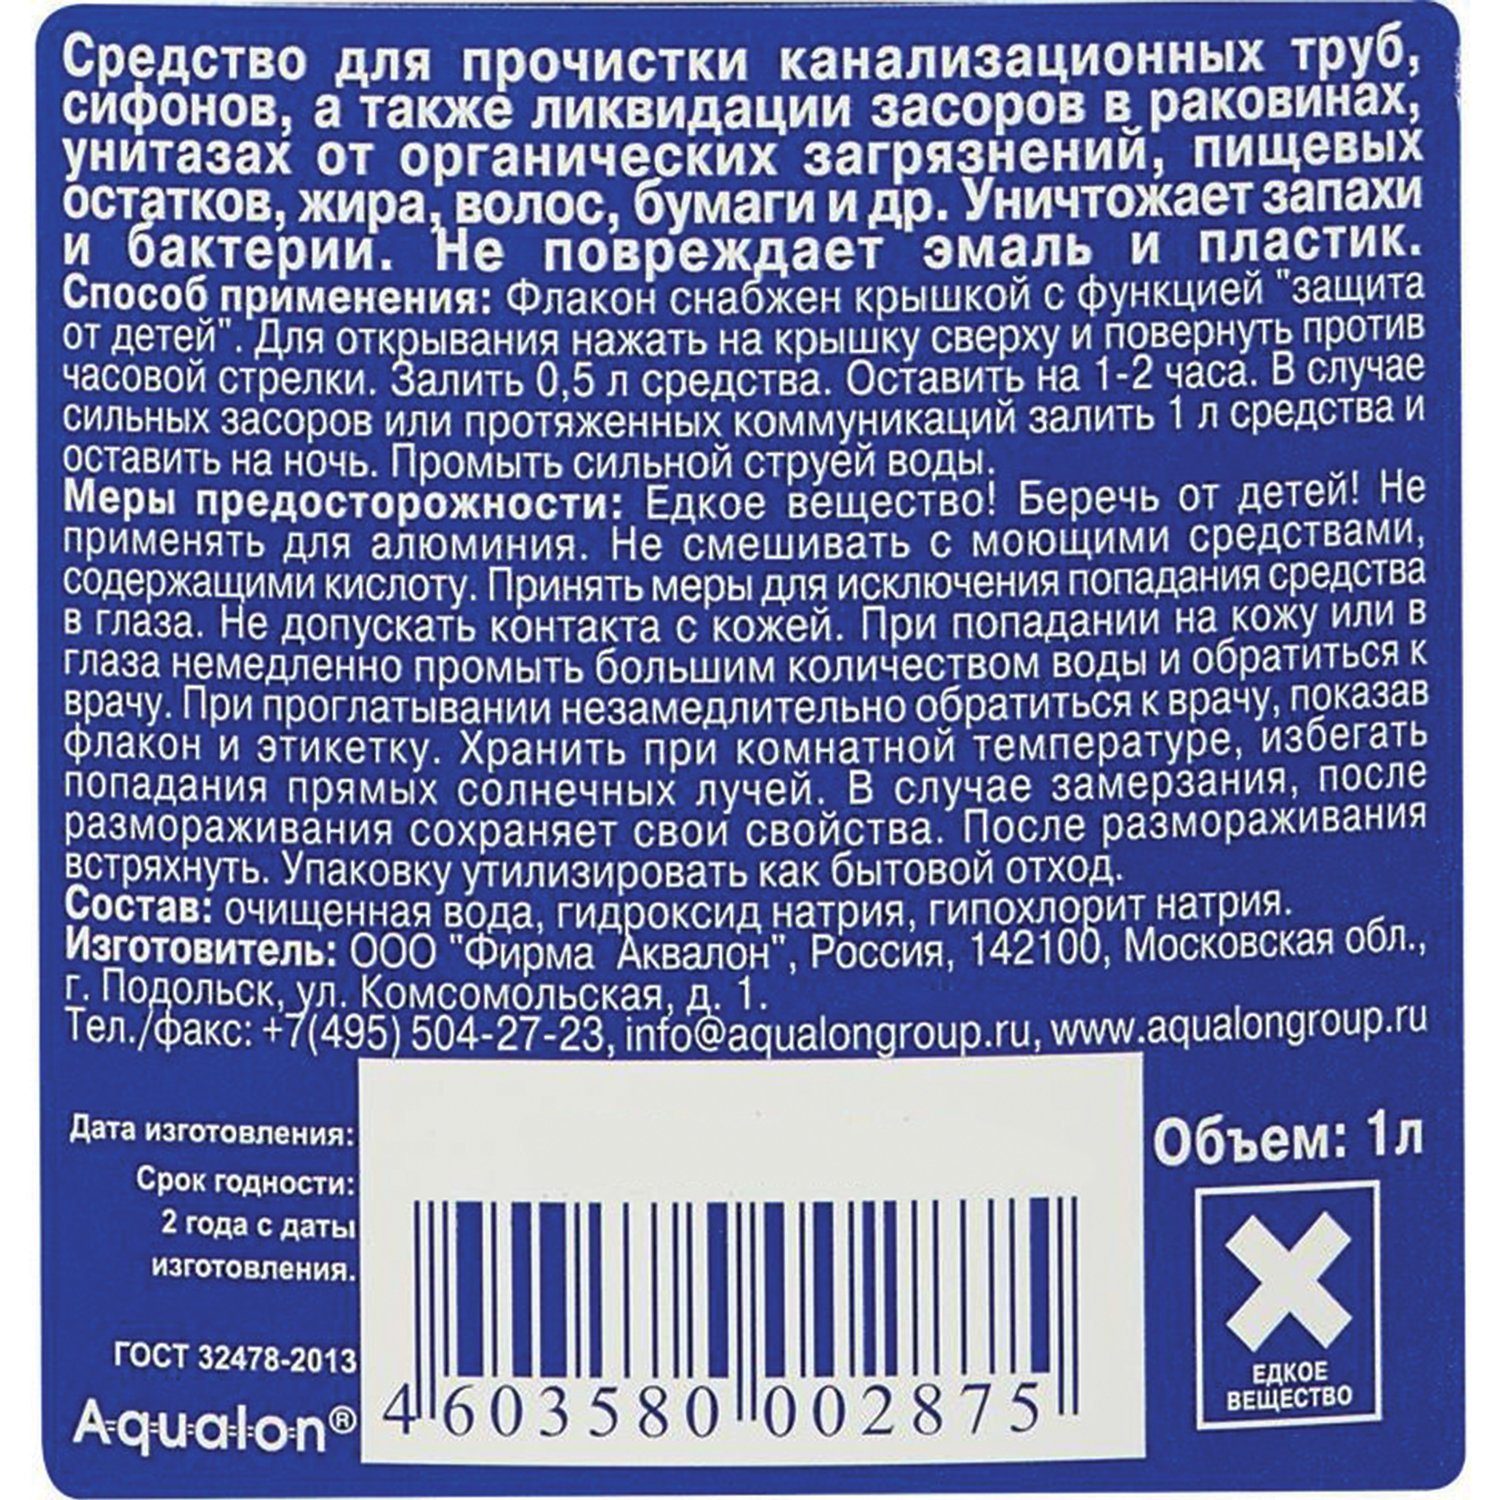 Средство для прочистки канализационных труб,
сифонов, а также ликвидации засоров в раковинах,
унитазах от органических загрязнений, пищевых
остатков, жира, волос, бумаги и др. Уничтожает запахи
и бактерии. Не повреждает эмаль и пластик.
Способ применения: Флакон снабжен крышкой с функцией "защита
от детей". Для открывания нажать на крышку сверху и повернуть против
часовой стрелки. Залить 0,5 л средства. Оставить на 1-2 часа. В случае
сильных засоров или протяженных коммуникаций залить 1 л средства и
оставить на ночь. Промыть сильной струей воды.
Меры предосторожности: Едкое вещество! Беречь от детей! Не
применять для алюминия. Не смешивать с моющими средствами,
содержащими кислоту. Принять меры для исключения попадания средства
в глаза. Не допускать контакта с кожей. При попадании на кожу или в
глаза немедленно промыть большим количеством воды и обратиться к
врачу. При проглатывании незамедлительно обратиться к врачу, показав
флакон и этикетку. Хранить при комнатной температуре, избегать
попадания прямых солнечных лучей. В случае замерзания, после
размораживания сохраняет свои свойства. После размораживания
встряхнуть. Упаковку утилизировать как бытовой отход.
Состав: очищенная вода, гидроксид натрия, гипохлорит натрия.
Изготовитель: ООО "Фирма Аквалон", Россия, 142100, Московская обл.,
г. Подольск, ул. Комсомольская, д. 1.
Тел./факс: +7(495) 504-27-23, info@aqualongroup.ru, www.aqualongroup.ru
Дата изготовления:
Срок годности:
2 года с даты
изготовления.
ГОСТ 32478-2013
Aqualon®
4 603580 002875
Объем: 1л
ЕДКОЕ
ВЕЩЕСТВО